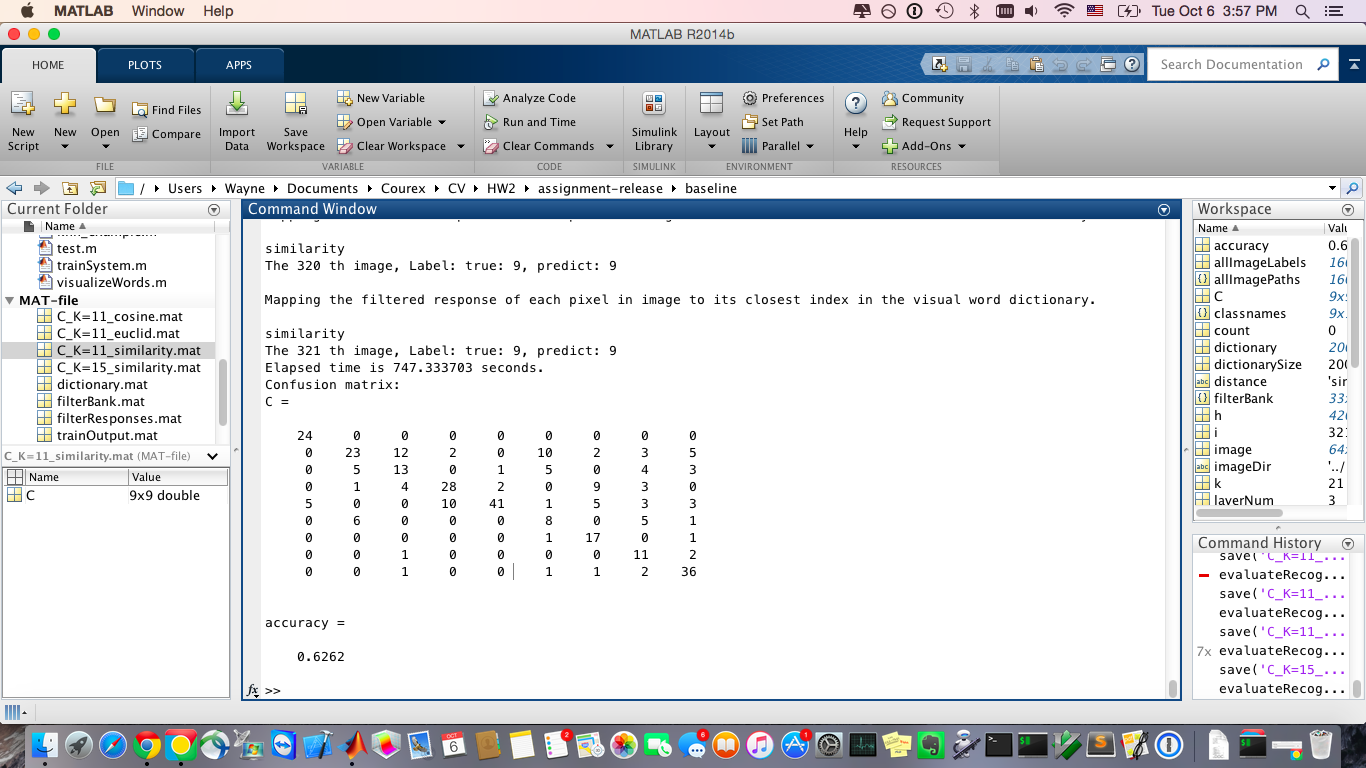 MATLAB Window Help Tue Oct 6 3:57 PM
MATLAB R2014b
HOME PLOTS APPS Search Documentation
New Script
New
Open
Find Files
Compare
FILE
Import Data
Save Workspace
New Variable
Open Variable
Clear Workspace
VARIABLE
Analyze Code
Run and Time
Clear Commands
CODE
Simulink Library
SIMULINK
Layout
Preferences
Set Path
Parallel
ENVIRONMENT
Help
Community
Request Support
Add-Ons
RESOURCES
/ Users Wayne Documents Courex CV HW2 assignment-release baseline
Current Folder
Name
test.m
trainSystem.m
visualizeWords.m
MAT-file
C_K=11_cosine.mat
C_K=11_euclid.mat
C_K=11_similarity.mat
C_K=15_similarity.mat
dictionary.mat
filterBank.mat
filterResponses.mat
trainOutput.mat
C_K=11_similarity.mat (MAT-file)
Name Value
C 9x9 double
Command Window
similarity
The 320 th image, Label: true: 9, predict: 9
Mapping the filtered response of each pixel in image to its closest index in the visual word dictionary.
similarity
The 321 th image, Label: true: 9, predict: 9
Elapsed time is 747.333703 seconds.
Confusion matrix:
C =
24 0 0 0 0 0 0 0 0
0 23 12 2 0 10 2 3 5
0 5 13 0 1 5 0 4 3
0 1 4 28 2 0 9 3 0
5 0 0 10 41 1 5 3 3
0 6 0 0 0 8 0 5 1
0 0 0 0 0 1 17 0 1
0 0 1 0 0 0 0 11 2
0 0 1 0 0 1 1 2 36
accuracy =
0.6262
fx >>
Workspace
Name Valu
accuracy 0.6
allImageLabels 160
allImagePaths
C 9x
classnames 9x
count 0
dictionary 200
dictionarySize 200
distance 'sin
filterBank 33
h 420
i 321
image 64
imageDir '../
k 21
layerNum 3
Command History
save('C_K=11_...
evaluateRecog...
save('C_K=11_...
evaluateRecog...
save('C_K=11_...
7x evaluateRecog...
save('C_K=15_...
evaluateRecog...
OCT
6
2
6
1